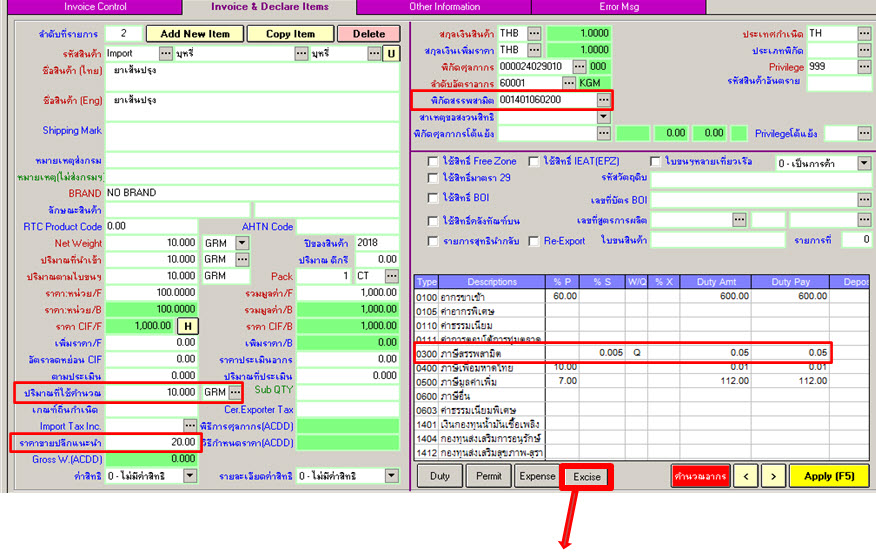 Invoice Control
Invoice & Declare Items
Other Information
Error Msg
ลำดับที่รายการ 2 Add New Item Copy Item Delete
รหัสสินค้า Import ... บุหรี่ ... บุหรี่ ... U
ชื่อสินค้า (ไทย) ยาเส้นปรุง
ชื่อสินค้า (Eng) ยาเส้นปรุง
Shipping Mark
หมายเหตุส่งกรม
หมายเหตุ(ไม่ส่งกรมฯ)
BRAND NO BRAND
ลักษณะสินค้า
RTC Product Code 0.00 AHTN Code
Net Weight 10.000 GRM ปีของสินค้า 2018
ปริมาณที่นำเข้า 10.000 GRM ... ปริมาณ ดีกรี 0.00
ปริมาณตามใบขนฯ 10.000 GRM Pack 1 CT ...
ราคา:หน่วย/F 100.0000 รวมมูลค่า/F 1,000.00
ราคา:หน่วย/B 100.0000 รวมมูลค่า/B 1,000.00
ราคา CIF/F 1,000.00 H ราคา CIF/B 1,000.00
เพิ่มราคา/F 0.00 เพิ่มราคา/B 0.00
อัตราลดหย่อน CIF 0.00 ราคาประเมินอากร 0.00
ตามประเมิน 0.00 ปริมาณที่ประเมิน 0.000
ปริมาณที่ใช้คำนวณ 10.000 GRM ... Sub QTY
เกณฑ์ถิ่นกำเนิด Cer.Exporter Tax
Import Tax Inc. ... พิธีการศุลกากร(ACDD)
ราคาขายปลีกแนะนำ 20.00 วิธีกำหนดราคา(ACDD)
Gross W.(ACDD) 0.000
ค่าสิทธิ 0 - ไม่มีค่าสิทธิ รายละเอียดค่าสิทธิ 0 - ไม่มีค่าสิทธิ
สกุลเงินสินค้า THB ... 1.0000 ประเทศกำเนิด TH ...
สกุลเงินเพิ่มราคา THB ... 1.0000 ประเภทพิกัด ...
พิกัดศุลกากร 000024029010 ... 000 Privilege 999 ...
ลำดับอัตราอากร 60001 ... KGM รหัสสินค้าอันตราย
พิกัดสรรพสามิต 001401060200 ...
สาเหตุขอสงวนสิทธิ
พิกัดศุลกากรโต้แย้ง ... 0.00 0.00 Privilegeโต้แย้ง ...
ใช้สิทธิ์ Free Zone ใช้สิทธิ์ IEAT(EPZ) ใบขนฯหลายเที่ยวเรือ 0 - เป็นการค้า
ใช้สิทธิ์มาตรา 29 รหัสวัตถุดิบ
ใช้สิทธิ์ BOI เลขที่บัตร BOI ...
ใช้สิทธิ์คลังทัณฑ์บน เลขที่สูตรการผลิต ... ...
รายการสุทธินำกลับ Re-Export ใบขนสินค้า รายการที่ 0
Type Descriptions % P % S W/Q % X Duty Amt Duty Pay Depo
0100 อากรขาเข้า 60.00 600.00 600.00
0105 ค่าอากรพิเศษ
0110 ค่าธรรมเนียม
0111 ค่าการตอบโต้การทุ่มตลาด
0300 ภาษีสรรพสามิต 0.005 Q 0.05 0.05
0400 ภาษีเพื่อมหาดไทย 10.00 0.01 0.01
0500 ภาษีมูลค่าเพิ่ม 7.00 112.00 112.00
0600 ภาษีอื่น
0603 ค่าธรรมเนียมพิเศษ
1401 เงินกองทุนน้ำมันเชื้อเพลิง
1404 กองทุนส่งเสริมการอนุรักษ์
1412 กองทุนส่งเสริมสุขภาพ-สุรา
Duty Permit Expense Excise คำนวณอากร < > Apply (F5)